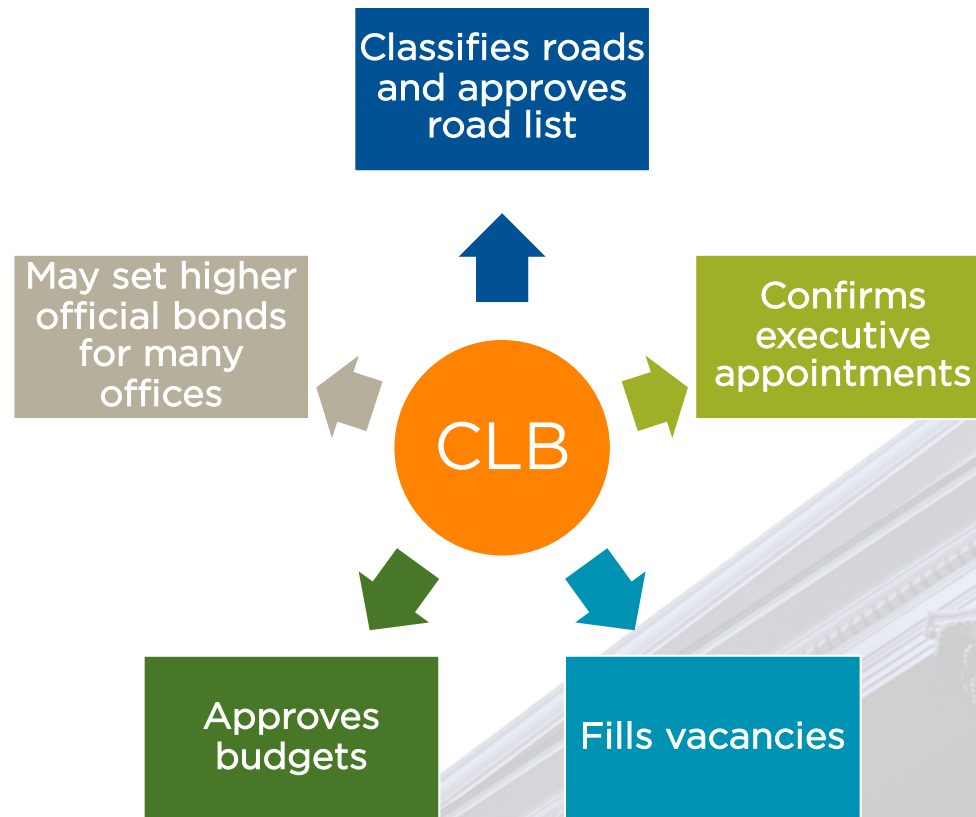 Classifies roads
and approves
road list
May set higher
official bonds
for many
offices
Confirms
executive
appointments
CLB
Approves
budgets
Fills vacancies